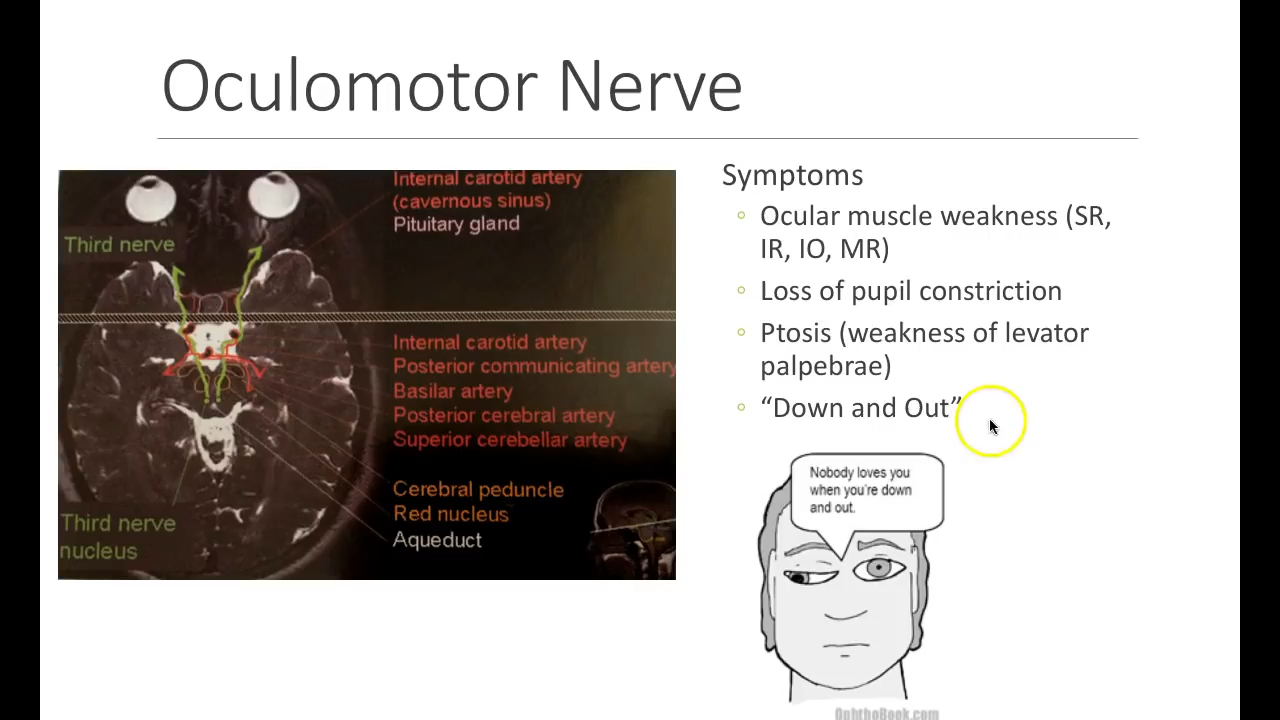 Oculomotor Nerve
Internal carotid artery
(cavernous sinus)
Pituitary gland
Third nerve
Internal carotid artery
Posterior communicating artery
Basilar artery
Posterior cerebral artery
Superior cerebellar artery
Cerebral peduncle
Red nucleus
Aqueduct
Third nerve
nucleus
Symptoms
Ocular muscle weakness (SR,
IR, IO, MR)
Loss of pupil constriction
Ptosis (weakness of levator
palpebrae)
“Down and Out”
Nobody loves you
when you're down
and out.
OphthoBook.com